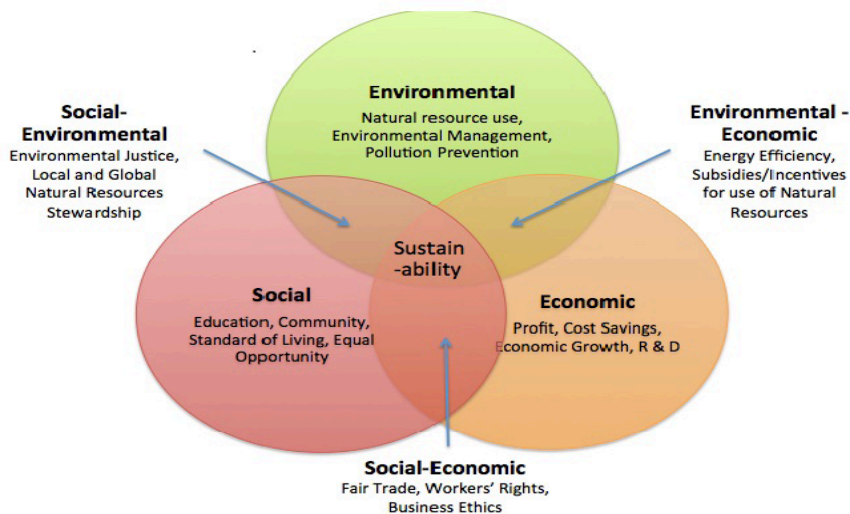 Environmental
Natural resource use,
Environmental Management,
Pollution Prevention
Social-
Environmental
Environmental Justice,
Local and Global
Natural Resources
Stewardship
Environmental -
Economic
Energy Efficiency,
Subsidies/Incentives
for use of Natural
Resources
Sustain
-ability
Social
Education, Community,
Standard of Living, Equal
Opportunity
Economic
Profit, Cost Savings,
Economic Growth, R & D
Social-Economic
Fair Trade, Workers’ Rights,
Business Ethics